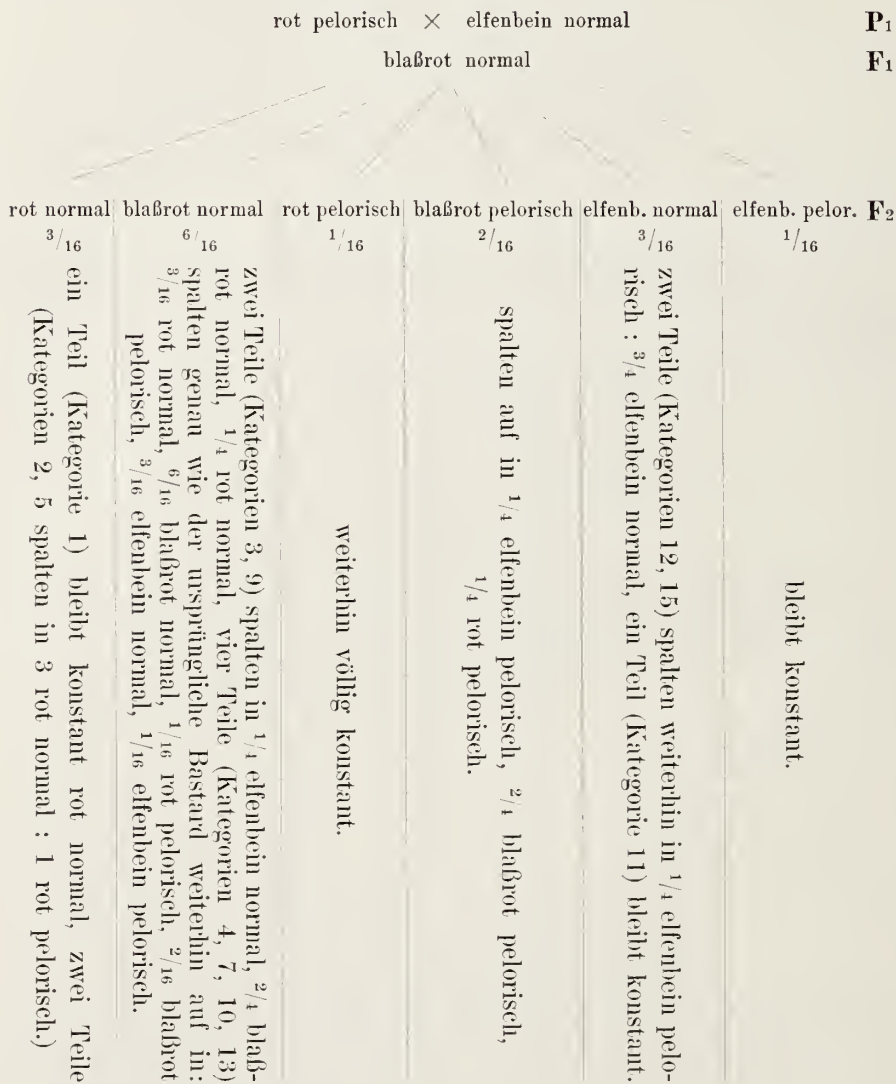 rot pelorisch × elfenbein normal P1
blaßrot normal F1
rot normal blaßrot normal rot pelorisch blaßrot pelorisch elfenb. normal elfenb. pelor. F2
3/16 6/16 1/16 2/16 3/16 1/16
ein Teil (Kategorie 1) bleibt konstant rot normal, zwei Teile
(Kategorien 2, 5 spalten in 3 rot normal : 1 rot pelorisch.)
zwei Teile (Kategorien 3, 9) spalten in 1/4 elfenbein normal, 2/4 blaß-
rot normal, 1/4 rot normal, vier Teile (Kategorien 4, 7, 10, 13)
spalten genau wie der ursprüngliche Bastard weiterhin auf in:
3/16 rot normal, 6/16 blaßrot normal, 1/16 rot pelorisch, 2/16 blaßrot
pelorisch, 3/16 elfenbein normal, 1/16 elfenbein pelorisch.
weiterhin völlig konstant.
spalten auf in 1/4 elfenbein pelorisch, 2/4 blaßrot pelorisch,
1/4 rot pelorisch.
zwei Teile (Kategorien 12, 15) spalten weiterhin in 1/4 elfenbein pelo-
risch : 3/4 elfenbein normal, ein Teil (Kategorie 11) bleibt konstant.
bleibt konstant.